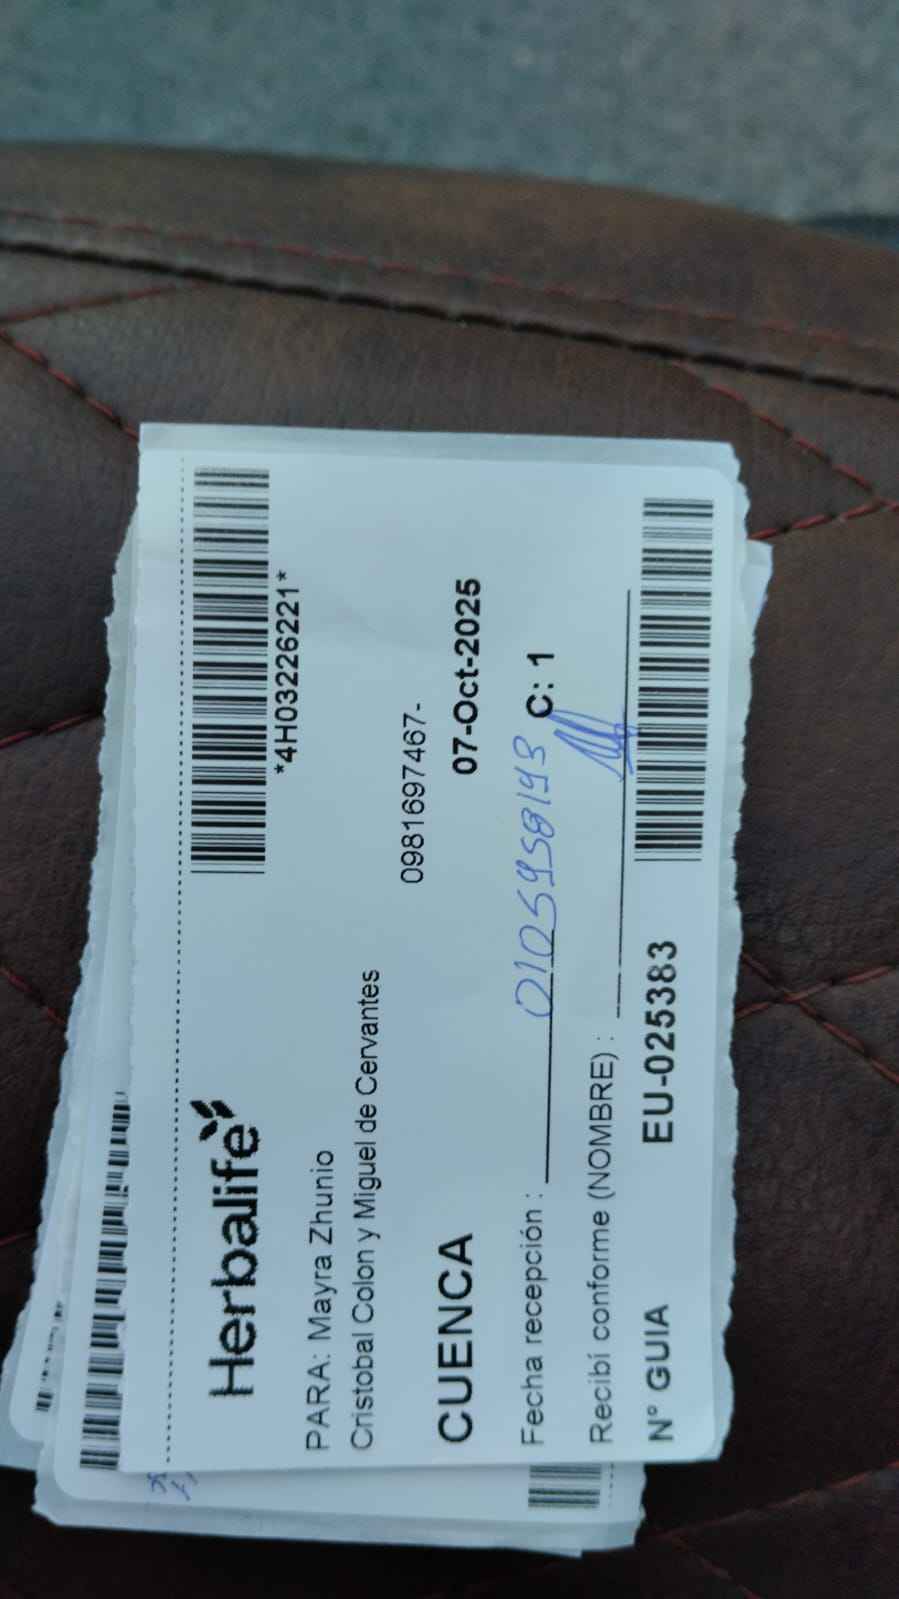 Herbalife
*4H03226221*
PARA: Mayra Zhunio
Cristobal Colon y Miguel de Cervantes
0981697467-
CUENCA
07-Oct-2025
Fecha recepción :
C: 1
Recibí conforme (NOMBRE) :
N° GUIA
EU-025383